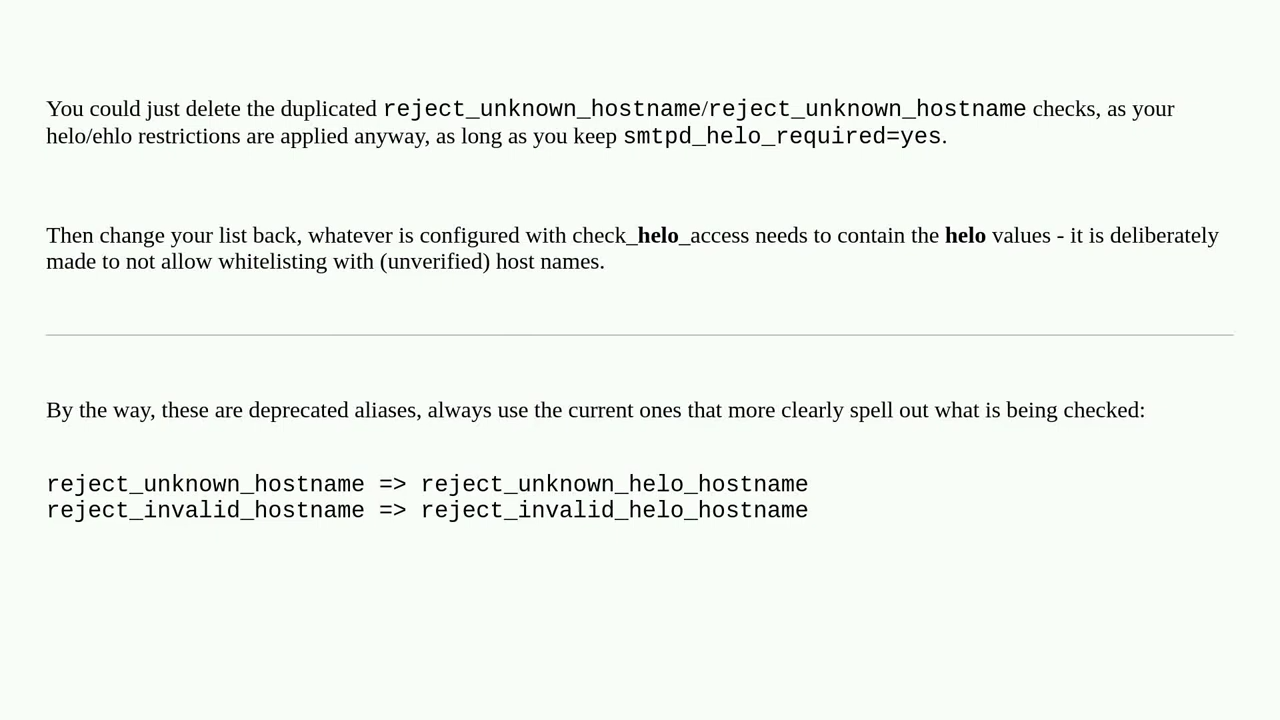 You could just delete the duplicated reject_unknown_hostname/reject_unknown_hostname checks, as your
helo/ehlo restrictions are applied anyway, as long as you keep smtpd_helo_required=yes.
Then change your list back, whatever is configured with check_helo_access needs to contain the helo values - it is deliberately
made to not allow whitelisting with (unverified) host names.
By the way, these are deprecated aliases, always use the current ones that more clearly spell out what is being checked:
reject_unknown_hostname => reject_unknown_helo_hostname
reject_invalid_hostname => reject_invalid_helo_hostname